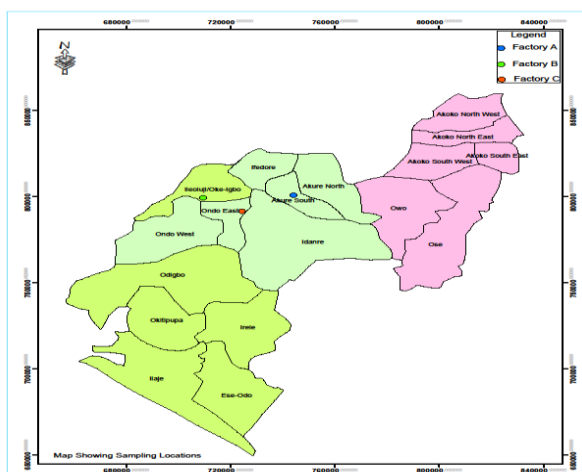 680000 720000 760000 800000 840000
N
Legend
Factory A
Factory B
Factory C
Akoko North West
Akoko North East
Akoko South West
Akoko South East
Ifedore
Akure North
Ileoluji/Oke-Igbo
Akure South
Owo
Ondo East
Ondo West
Idanre
Ose
Odigbo
Okitipupa
Irele
Ilaje
Ese-Odo
Map Showing Sampling Locations
680000 720000 760000 800000 840000